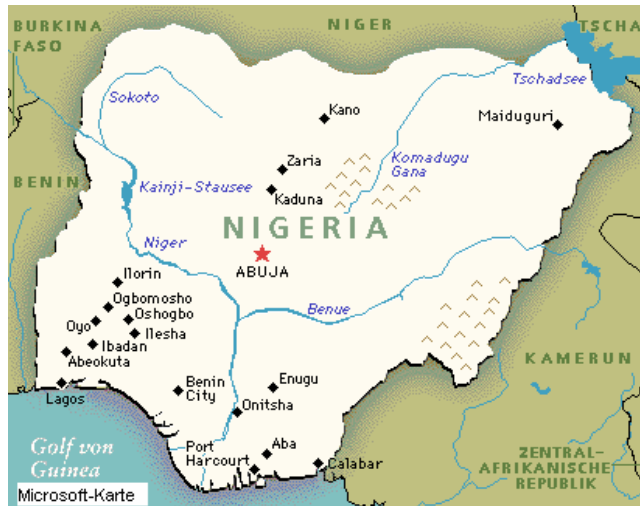 BURKINA
FASO
NIGER
TSCHA
Tschadsee
Sokoto
Kano
Maiduguri
Zaria
Komadugu
Gana
BENIN
Kainji-Stausee
Kaduna
NIGERIA
Niger
ABUJA
Ilorin
Ogbomosho
Oshogbo
Benue
Oyo
Ilesha
Ibadan
Abeokuta
KAMERUN
Lagos
Benin
City
Enugu
Onitsha
Golf von
Guinea
Port
Harcourt
Aba
Calabar
ZENTRAL-
AFRIKANISCHE
REPUBLIK
Microsoft-Karte